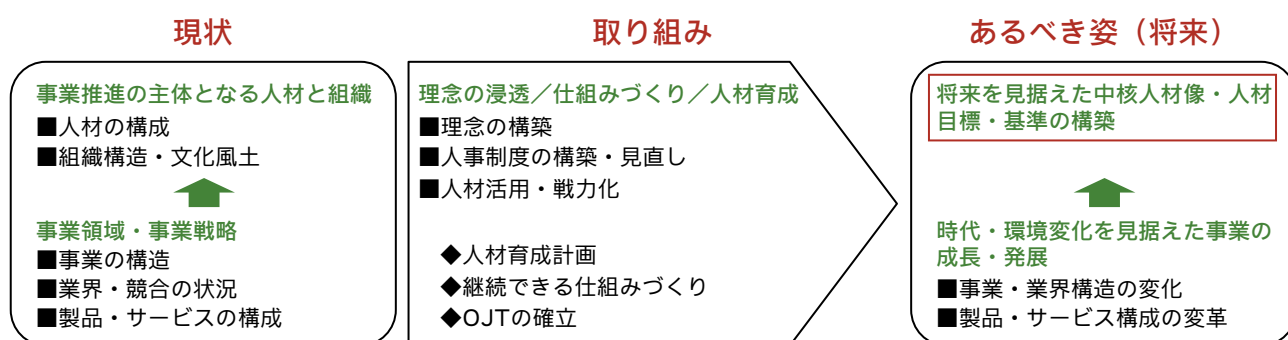 現状
事業推進の主体となる人材と組織
■人材の構成
■組織構造・文化風土
事業領域・事業戦略
■事業の構造
■業界・競合の状況
■製品・サービスの構成
取り組み
理念の浸透／仕組みづくり／人材育成
■理念の構築
■人事制度の構築・見直し
■人材活用・戦力化
◆人材育成計画
◆継続できる仕組みづくり
◆OJTの確立
あるべき姿（将来）
将来を見据えた中核人材像・人材
目標・基準の構築
時代・環境変化を見据えた事業の
成長・発展
■事業・業界構造の変化
■製品・サービス構成の変革